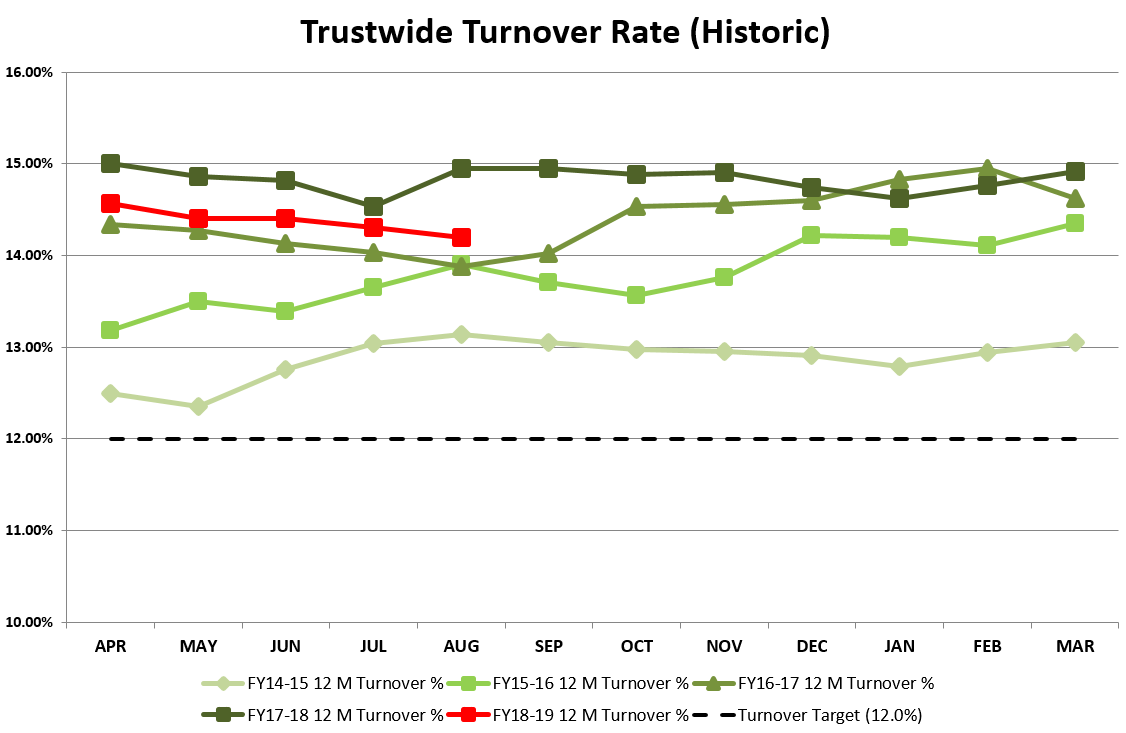 Trustwide Turnover Rate (Historic)
16.00%
15.00%
14.00%
13.00%
12.00%
11.00%
10.00%
APR MAY JUN JUL AUG SEP OCT NOV DEC JAN FEB MAR
FY14-15 12 M Turnover % FY15-16 12 M Turnover % FY16-17 12 M Turnover %
FY17-18 12 M Turnover % FY18-19 12 M Turnover % Turnover Target (12.0%)